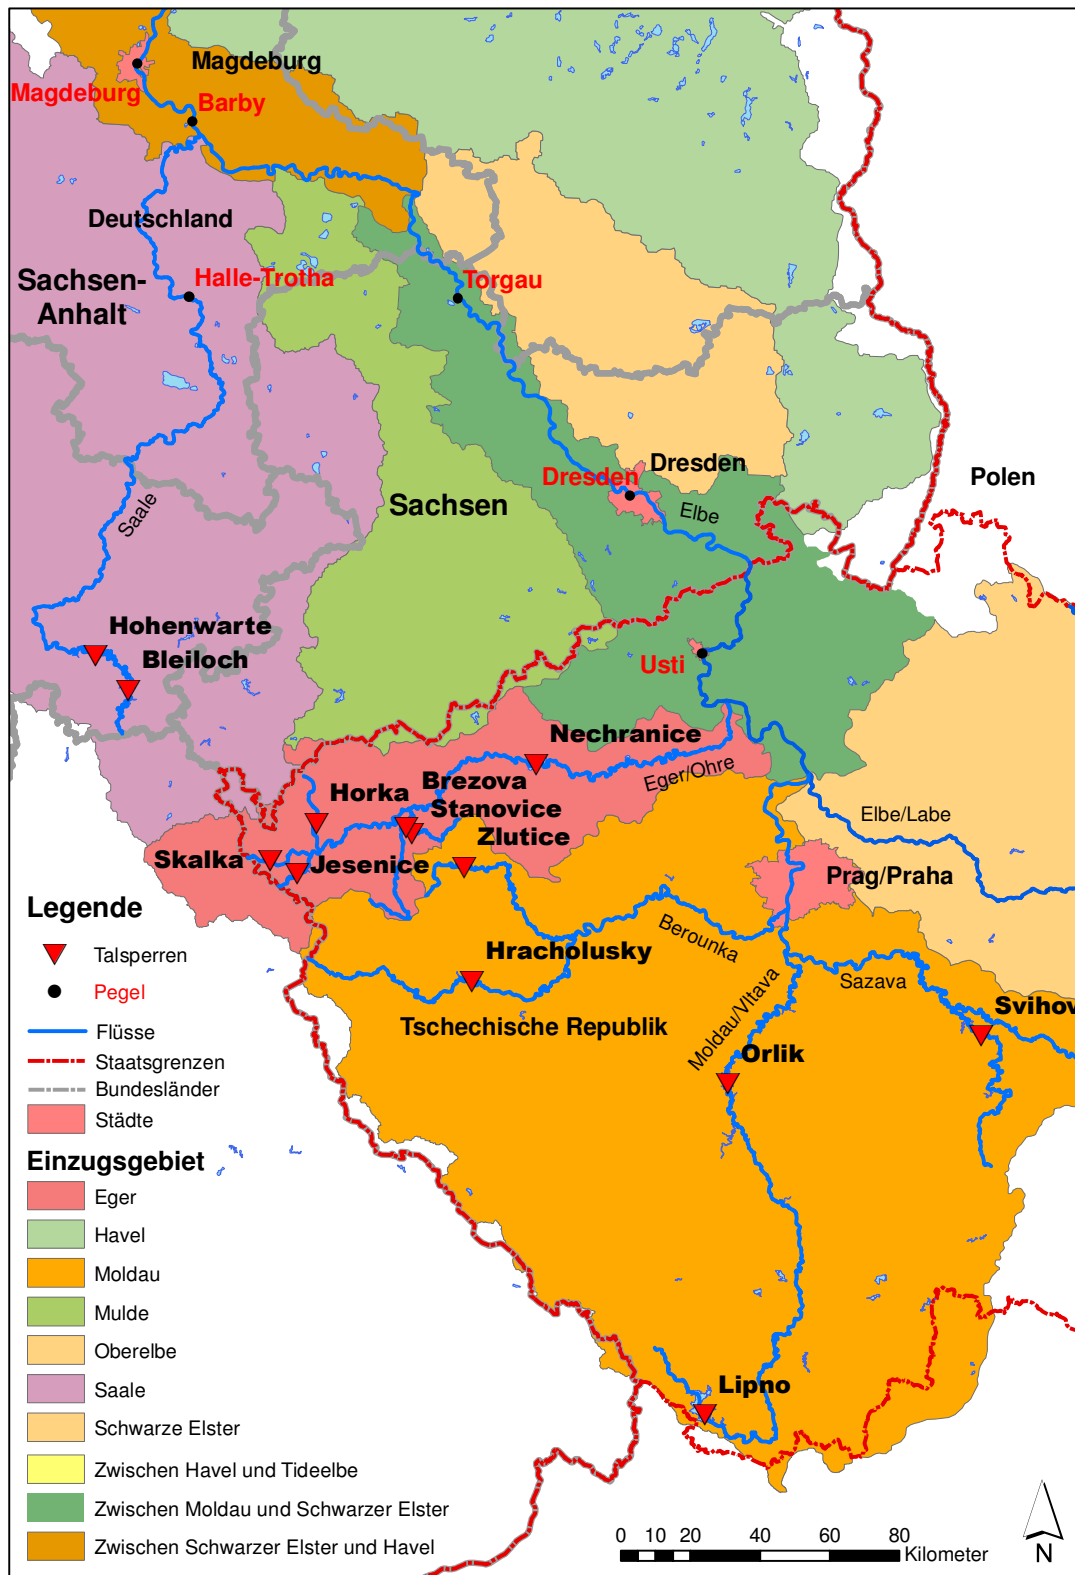 Magdeburg
Magdeburg
Barby
Deutschland
Sachsen-
Anhalt
Halle-Trotha
Torgau
Polen
Dresden
Dresden
Sachsen
Elbe
Saale
Hohenwarte
Bleiloch
Usti
Nechranice
Eger/Ohre
Brezova
Horka
Stanovice
Zlutice
Elbe/Labe
Skalka
Jesenice
Prag/Praha
Berounka
Hracholusky
Sazava
Svihov
Moldau/Vltava
Tschechische Republik
Orlik
Lipno
Legende
Talsperren
Pegel
Flüsse
Staatsgrenzen
Bundesländer
Städte
Einzugsgebiet
Eger
Havel
Moldau
Mulde
Oberelbe
Saale
Schwarze Elster
Zwischen Havel und Tideelbe
Zwischen Moldau und Schwarzer Elster
Zwischen Schwarzer Elster und Havel
0 10 20 40 60 80
Kilometer
N